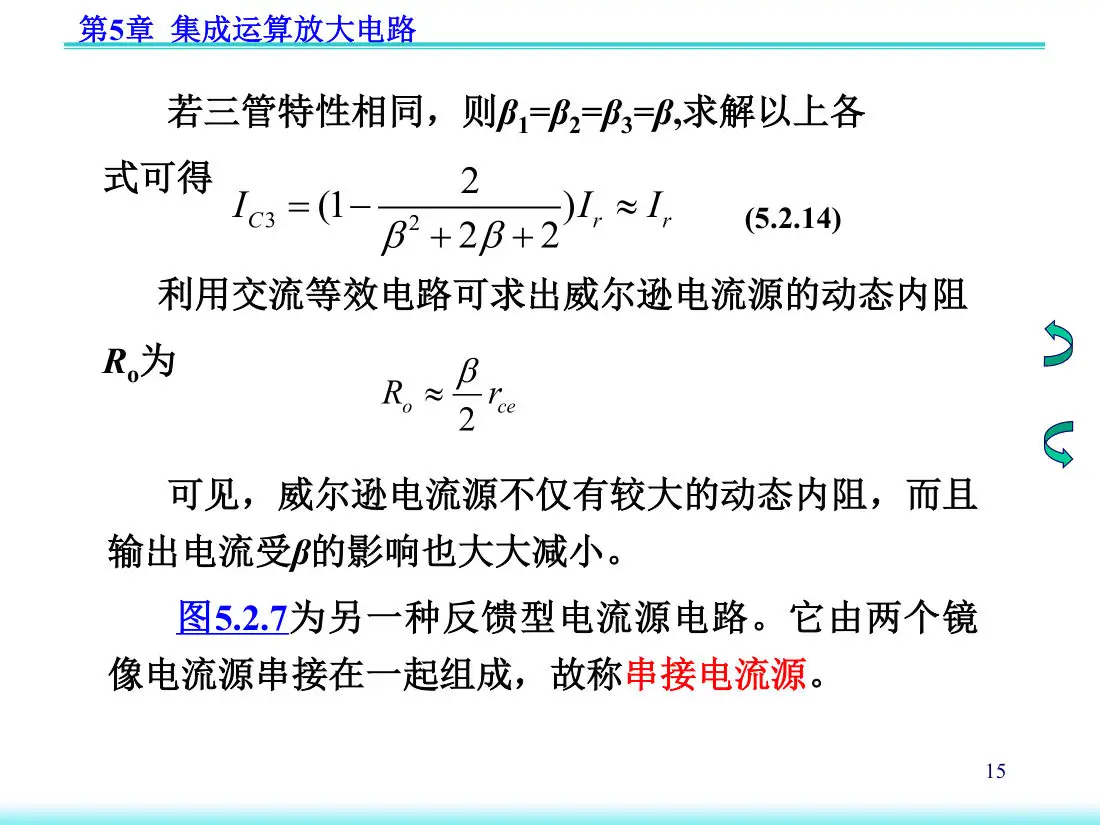 第5章 集成运算放大电路
若三管特性相同，则β₁=β₂=β₃=β,求解以上各
式可得
I_{C3} = (1 − \frac{2}{β² + 2β + 2})I_r ≈ I_r (5.2.14)
利用交流等效电路可求出威尔逊电流源的动态内阻
Rₒ为
R_o ≈ \frac{β}{2} r_{ce}
可见，威尔逊电流源不仅有较大的动态内阻，而且
输出电流受β的影响也大大减小。
图5.2.7为另一种反馈型电流源电路。它由两个镜
像电流源串接在一起组成，故称串接电流源。
15